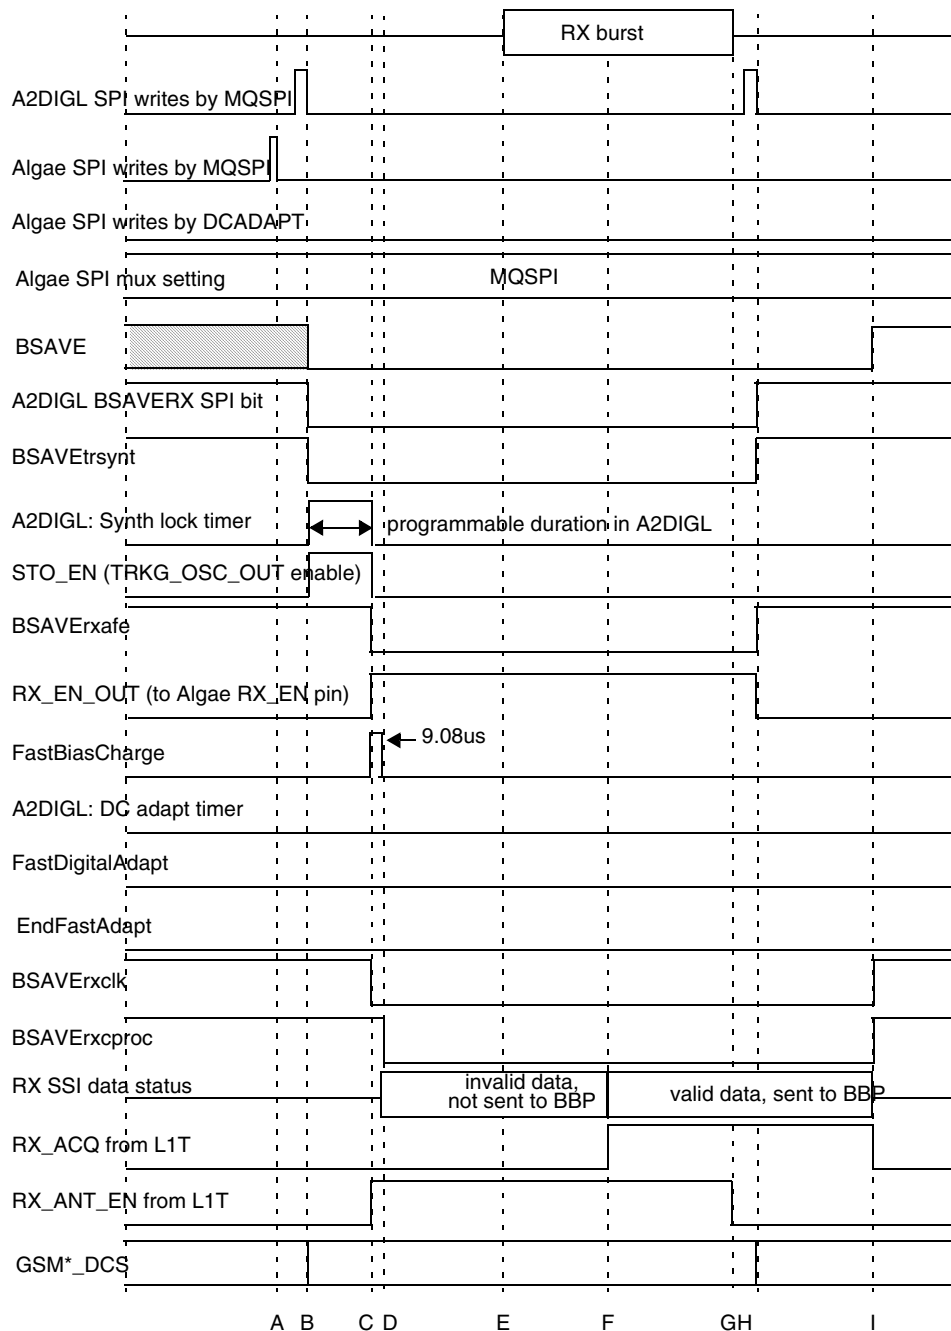 RX burst
A2DIGL SPI writes by MQSPI
Algae SPI writes by MQSPI
Algae SPI writes by DCADAPT
Algae SPI mux setting
MQSPI
BSAVE
A2DIGL BSAVERX SPI bit
BSAVEtrsynt
A2DIGL: Synth lock timer
programmable duration in A2DIGL
STO_EN (TRKG_OSC_OUT enable)
BSAVErxafe
RX_EN_OUT (to Algae RX_EN pin)
9.08us
FastBiasCharge
A2DIGL: DC adapt timer
FastDigitalAdapt
EndFastAdapt
BSAVErxclk
BSAVErxcproc
RX SSI data status
invalid data,
not sent to BBP
valid data, sent to BBP
RX_ACQ from L1T
RX_ANT_EN from L1T
GSM*_DCS
A B C D E F G H I